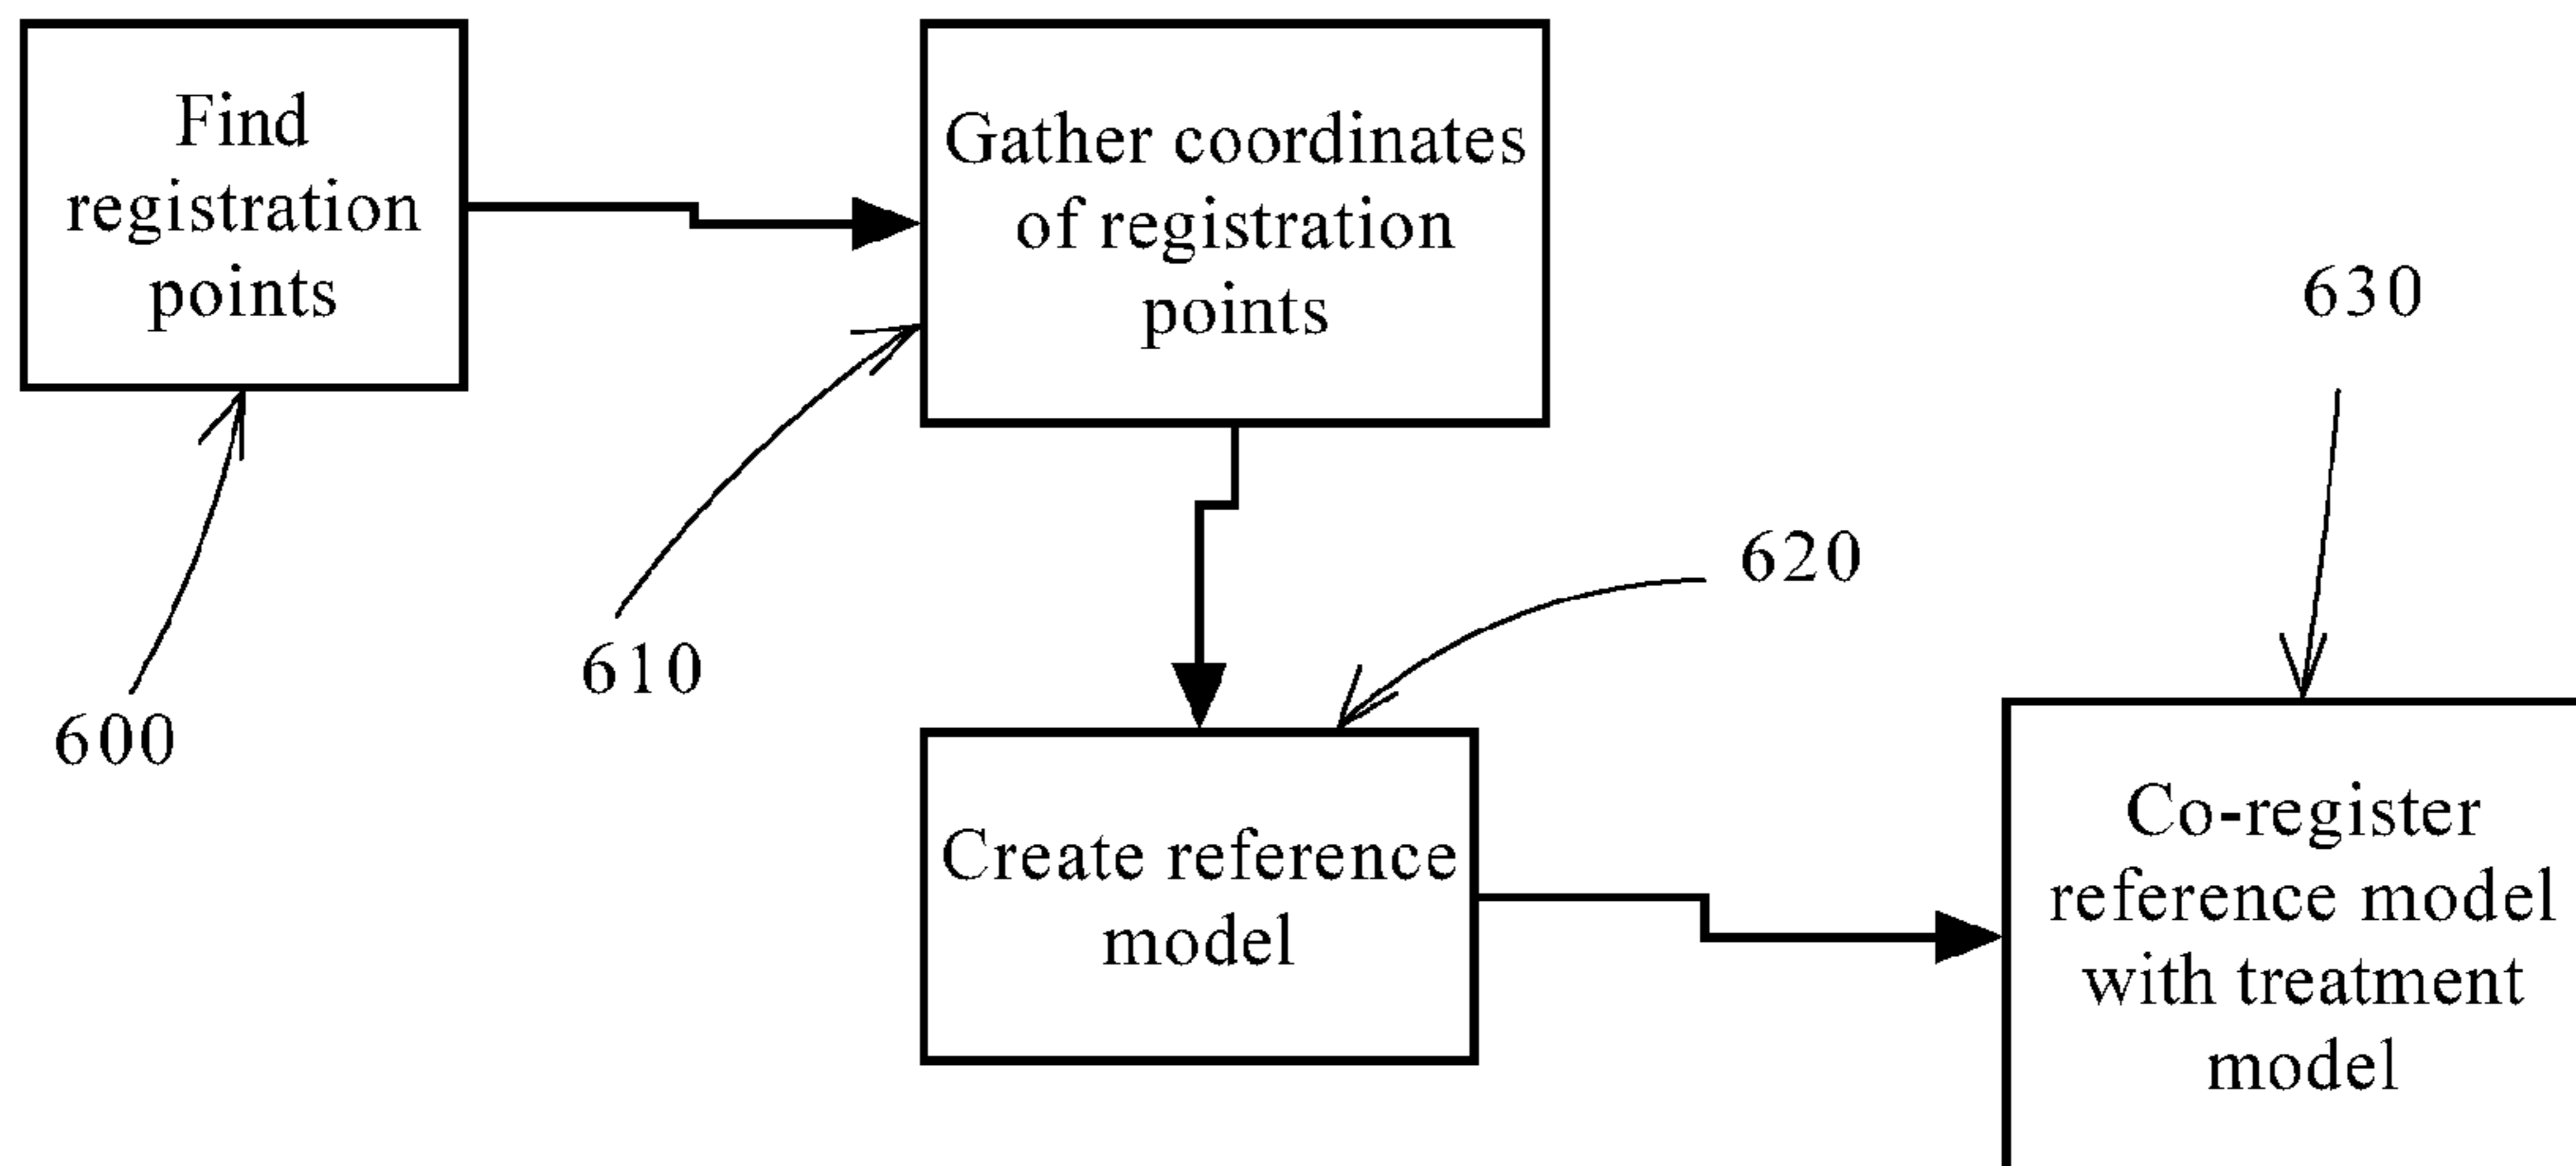 Find
registration
points
Gather coordinates
of registration
points
630
620
610
600
Create reference
model
Co-register
reference model
with treatment
model